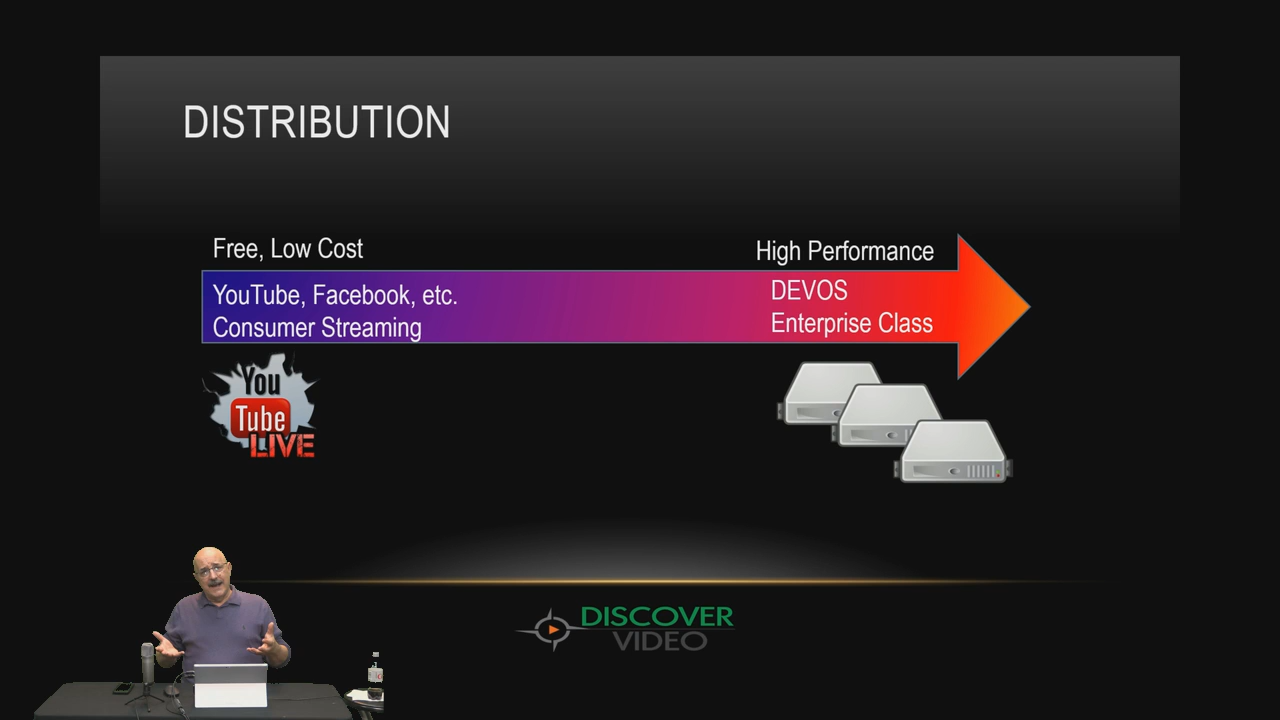 DISTRIBUTION
Free, Low Cost
High Performance
YouTube, Facebook, etc.
Consumer Streaming
DEVOS
Enterprise Class
You
Tube
LIVE
DISCOVER
VIDEO